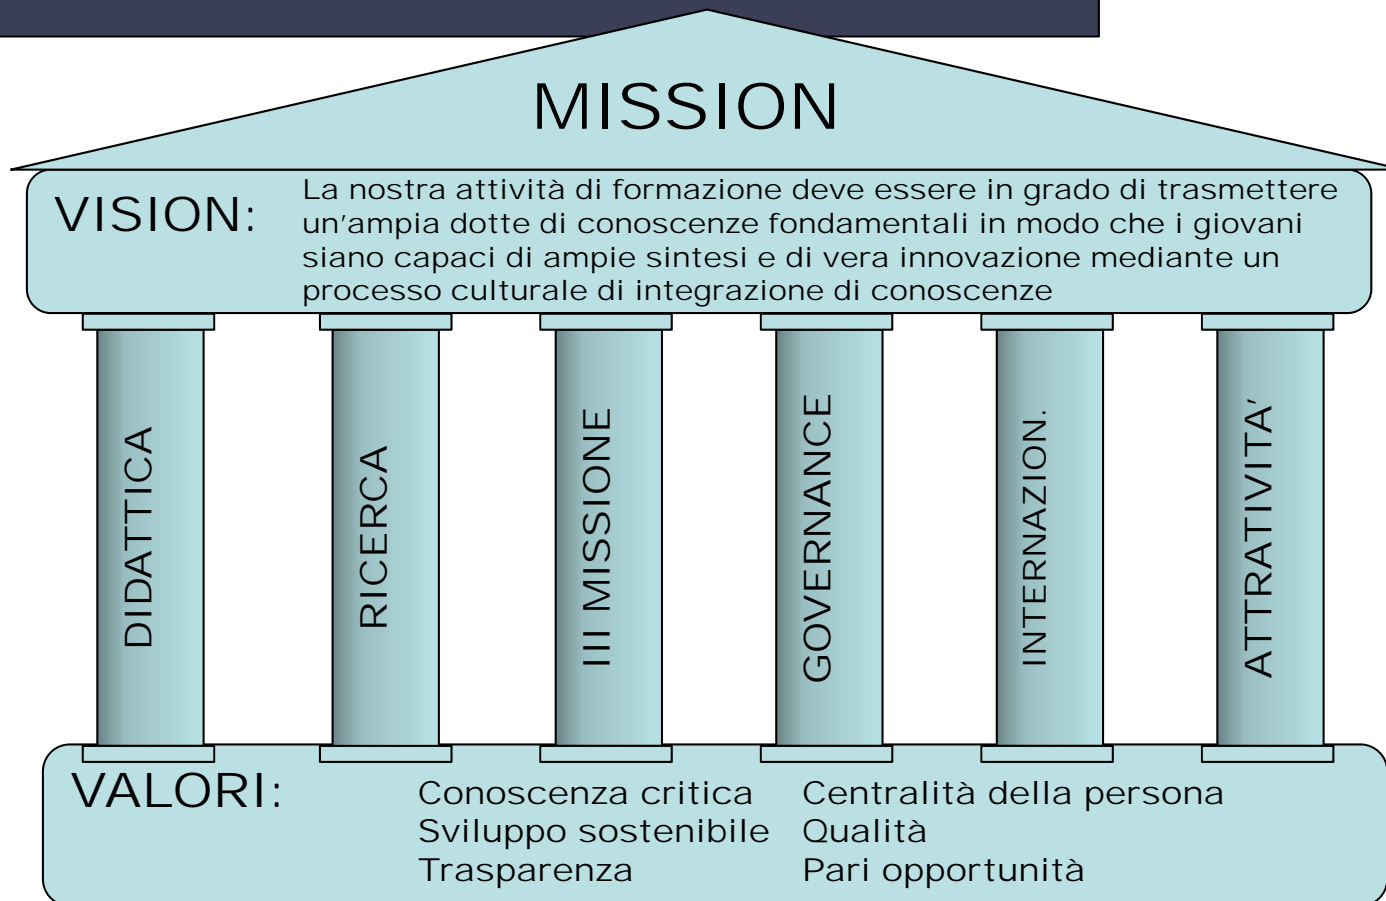 MISSION
VISION:
La nostra attività di formazione deve essere in grado di trasmettere
un'ampia dotte di conoscenze fondamentali in modo che i giovani
siano capaci di ampie sintesi e di vera innovazione mediante un
processo culturale di integrazione di conoscenze
DIDATTICA
RICERCA
III MISSIONE
GOVERNANCE
INTERNAZION.
ATTRATIVITA'
VALORI:
Conoscenza critica
Sviluppo sostenibile
Trasparenza
Centralità della persona
Qualità
Pari opportunità